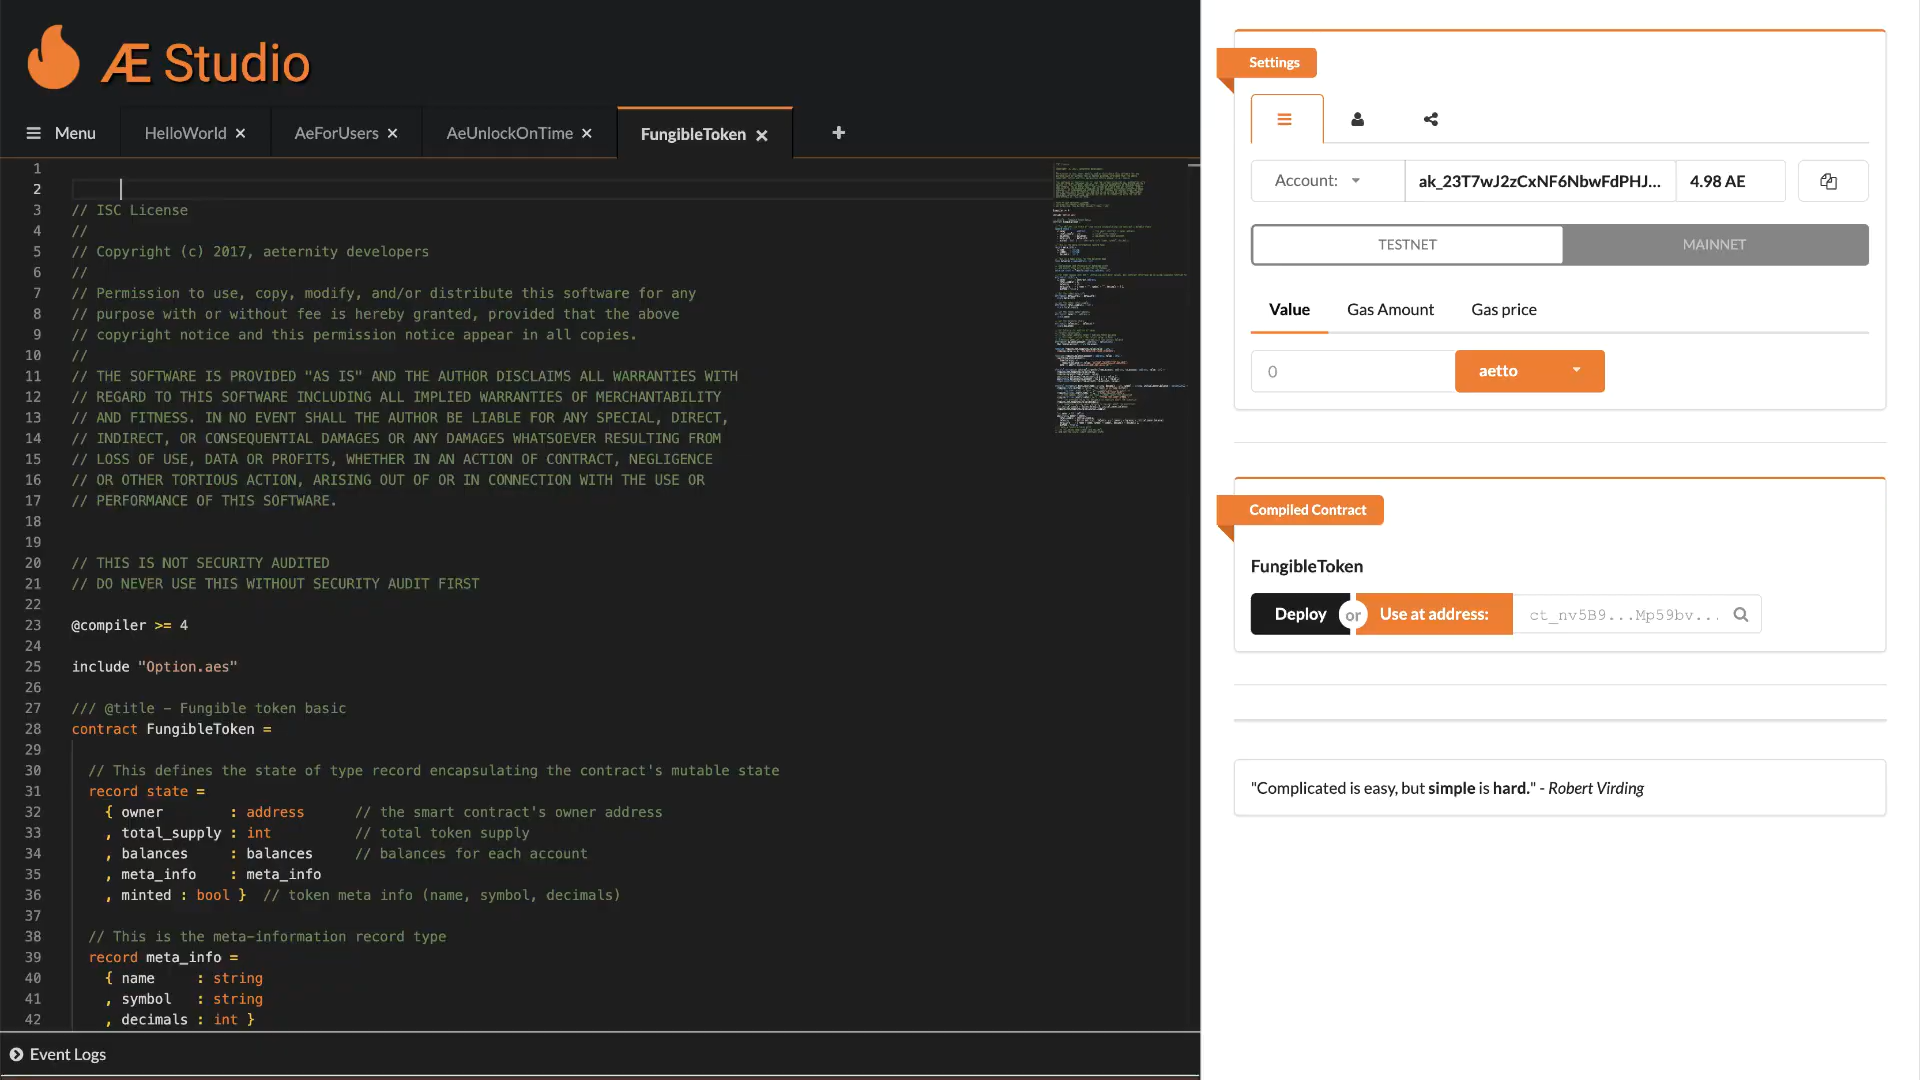 Æ Studio
Menu
HelloWorld ×
AeForUsers ×
AeUnlockOnTime ×
FungibleToken ×
+
1
2
3 // ISC License
4 //
5 // Copyright (c) 2017, aeternity developers
6 //
7 // Permission to use, copy, modify, and/or distribute this software for any
8 // purpose with or without fee is hereby granted, provided that the above
9 // copyright notice and this permission notice appear in all copies.
10 //
11 // THE SOFTWARE IS PROVIDED "AS IS" AND THE AUTHOR DISCLAIMS ALL WARRANTIES WITH
12 // REGARD TO THIS SOFTWARE INCLUDING ALL IMPLIED WARRANTIES OF MERCHANTABILITY
13 // AND FITNESS. IN NO EVENT SHALL THE AUTHOR BE LIABLE FOR ANY SPECIAL, DIRECT,
14 // INDIRECT, OR CONSEQUENTIAL DAMAGES OR ANY DAMAGES WHATSOEVER RESULTING FROM
15 // LOSS OF USE, DATA OR PROFITS, WHETHER IN AN ACTION OF CONTRACT, NEGLIGENCE
16 // OR OTHER TORTIOUS ACTION, ARISING OUT OF OR IN CONNECTION WITH THE USE OR
17 // PERFORMANCE OF THIS SOFTWARE.
18
19
20 // THIS IS NOT SECURITY AUDITED
21 // DO NEVER USE THIS WITHOUT SECURITY AUDIT FIRST
22
23 @compiler >= 4
24
25 include "Option.aes"
26
27 /// @title - Fungible token basic
28 contract FungibleToken =
29
30 // This defines the state of type record encapsulating the contract's mutable state
31 record state =
32 { owner : address // the smart contract's owner address
33 , total_supply : int // total token supply
34 , balances : balances // balances for each account
35 , meta_info : meta_info
36 , minted : bool } // token meta info (name, symbol, decimals)
37
38 // This is the meta-information record type
39 record meta_info =
40 { name : string
41 , symbol : string
42 , decimals : int }
Event Logs
Settings
Account: ak_23T7wJ2zCxNF6NbwFdPHJ... 4.98 AE
TESTNET MAINNET
Value Gas Amount Gas price
0 aetto
Compiled Contract
FungibleToken
Deploy or Use at address: ct_nv5B9...Mp59bv...
"Complicated is easy, but simple is hard." - Robert Virding